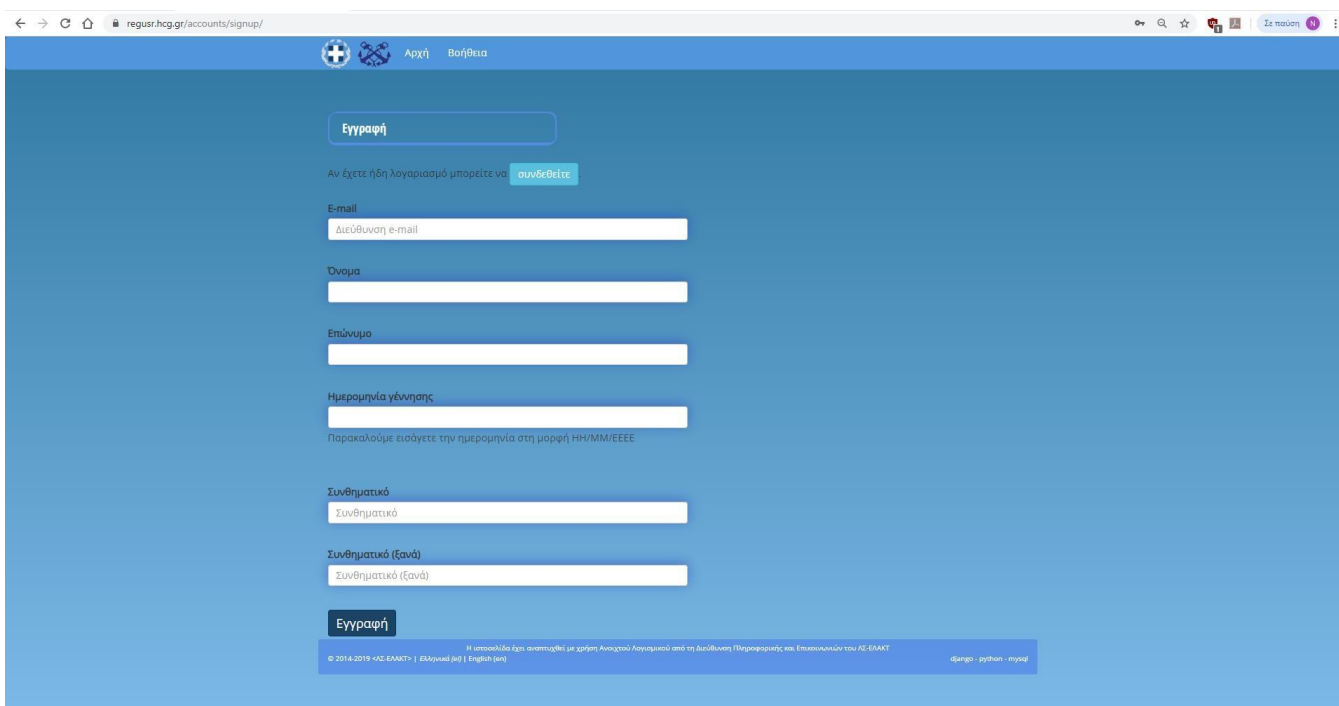 regusr.hcg.gr/accounts/signup/
Σε παύση N
1
Αρχή Βοήθεια
Εγγραφή
Αν έχετε ήδη λογαριασμό μπορείτε να συνδεθείτε
E-mail
Διεύθυνση e-mail
Όνομα
Επώνυμο
Ημερομηνία γέννησης
Παρακαλούμε εισάγετε την ημερομηνία στη μορφή ΗΗ/ΜΜ/ΕΕΕΕ
Συνθηματικό
Συνθηματικό
Συνθηματικό (ξανά)
Συνθηματικό (ξανά)
Εγγραφή
Η ιστοσελίδα έχει αναπτυχθεί με χρήση Ανοιχτού Λογισμικού από τη Διεύθυνση Πληροφορικής και Επικοινωνιών του ΛΣ-ΕΛΑΚΤ
© 2014-2019 <ΛΣ-ΕΛΑΚΤ> | Ελληνικά (el) | English (en) django - python - mysql